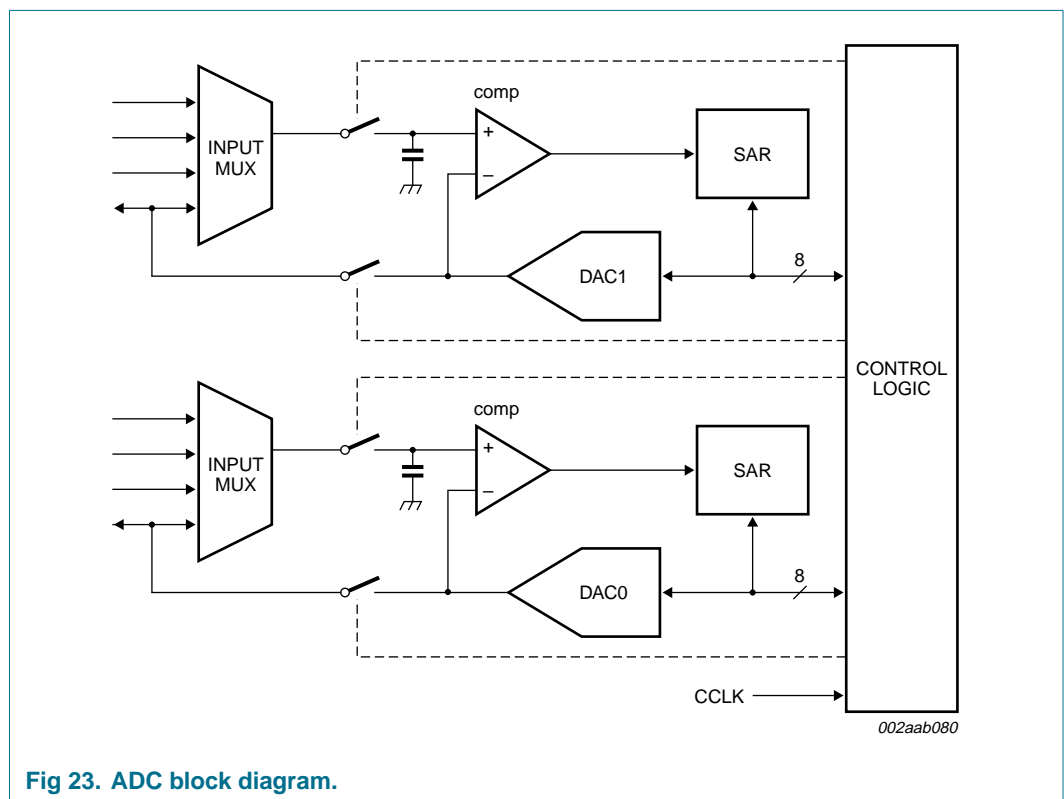 comp
+
−
INPUT
MUX
SAR
DAC1
8
CONTROL
LOGIC
comp
+
−
INPUT
MUX
SAR
DAC0
8
CCLK
002aab080
Fig 23. ADC block diagram.